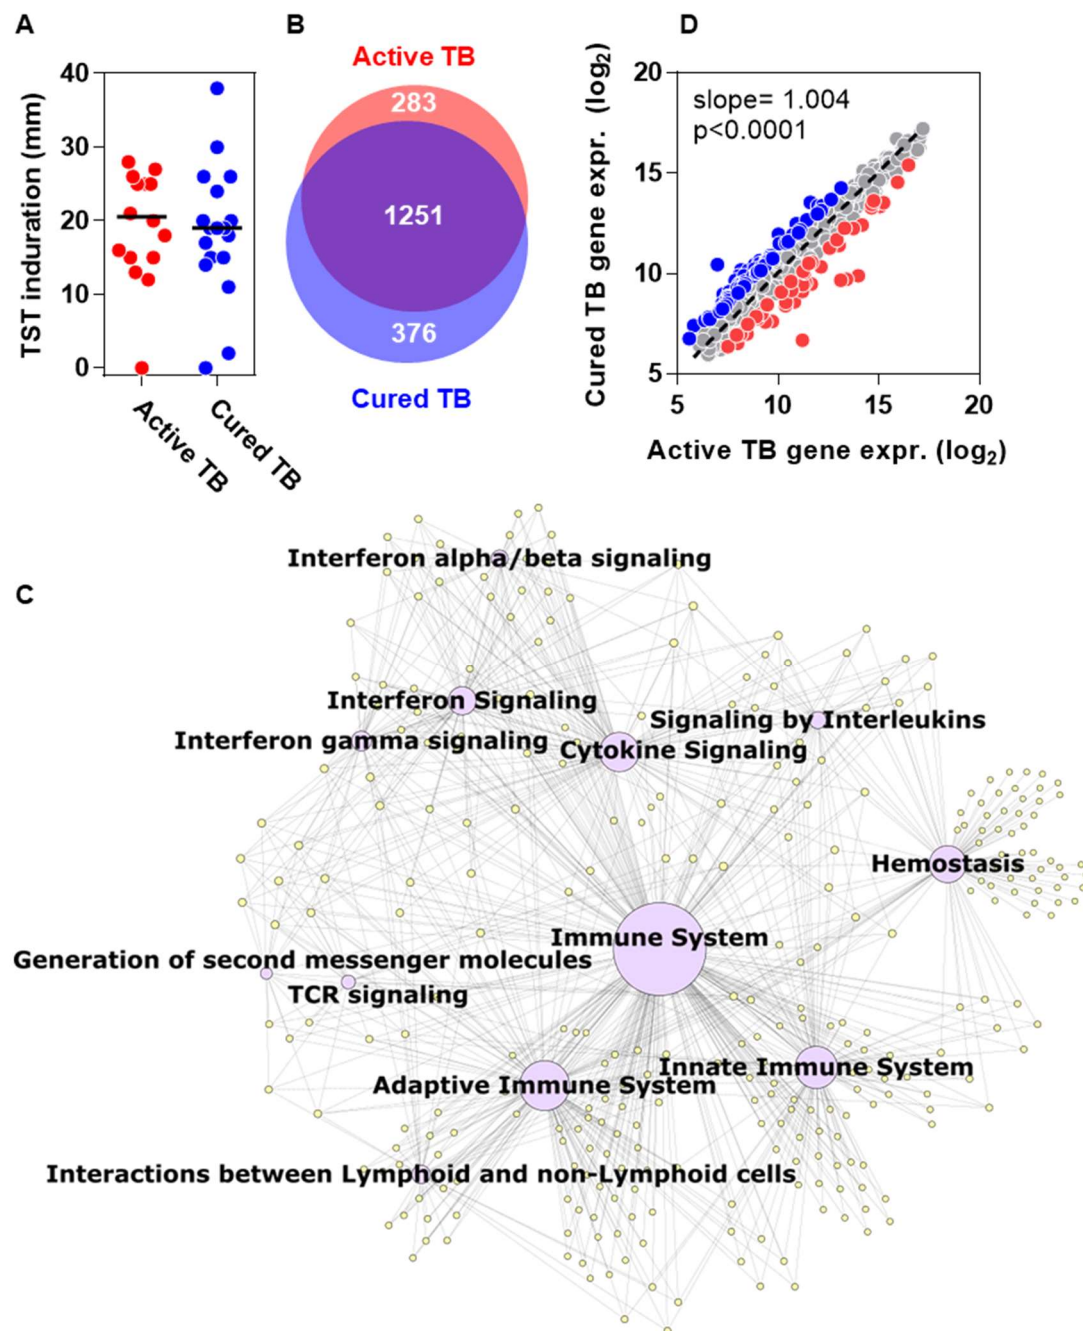 A
TST induration (mm)
40
30
20
10
0
Active TB
Cured TB
B
Active TB
283
1251
376
Cured TB
D
Cured TB gene expr. (log₂)
20
15
10
5
slope= 1.004
p<0.0001
5
10
15
20
Active TB gene expr. (log₂)
C
Interferon alpha/beta signaling
Interferon Signaling
Signaling by Interleukins
Interferon gamma signaling
Cytokine Signaling
Hemostasis
Immune System
Generation of second messenger molecules
TCR signaling
Innate Immune System
Adaptive Immune System
Interactions between Lymphoid and non-Lymphoid cells